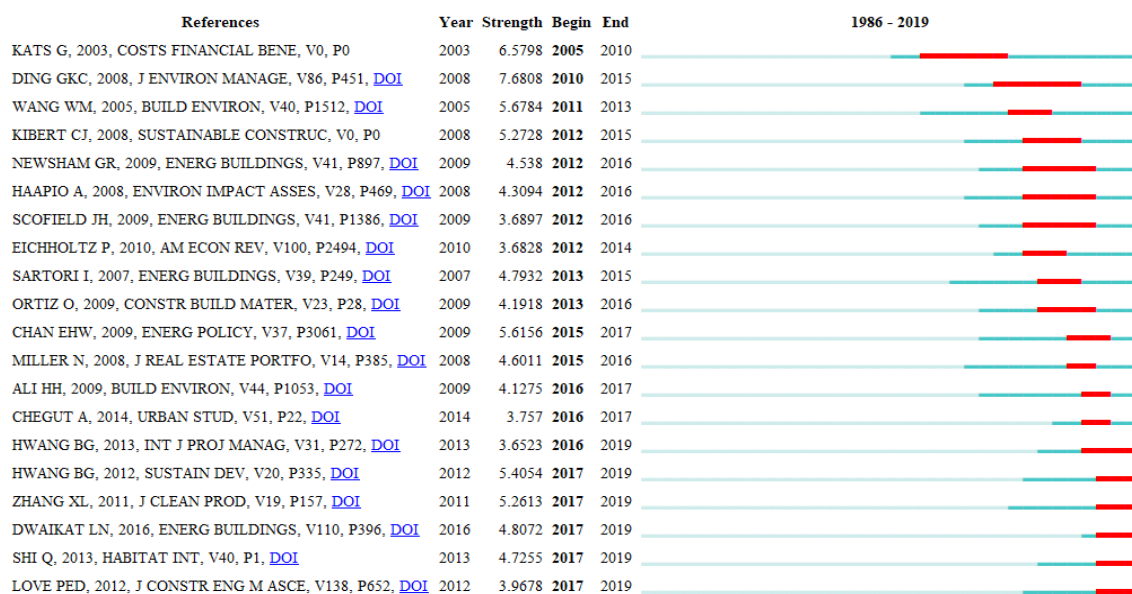 References Year Strength Begin End 1986 - 2019
KATS G, 2003, COSTS FINANCIAL BENE, V0, P0 2003 6.5798 2005 2010
DING GKC, 2008, J ENVIRON MANAGE, V86, P451, DOI 2008 7.6808 2010 2015
WANG WM, 2005, BUILD ENVIRON, V40, P1512, DOI 2005 5.6784 2011 2013
KIBERT CJ, 2008, SUSTAINABLE CONSTRUC, V0, P0 2008 5.2728 2012 2015
NEWSHAM GR, 2009, ENERG BUILDINGS, V41, P897, DOI 2009 4.538 2012 2016
HAAPIO A, 2008, ENVIRON IMPACT ASSES, V28, P469, DOI 2008 4.3094 2012 2016
SCOFIELD JH, 2009, ENERG BUILDINGS, V41, P1386, DOI 2009 3.6897 2012 2016
EICHHOLTZ P, 2010, AM ECON REV, V100, P2494, DOI 2010 3.6828 2012 2014
SARTORI I, 2007, ENERG BUILDINGS, V39, P249, DOI 2007 4.7932 2013 2015
ORTIZ O, 2009, CONSTR BUILD MATER, V23, P28, DOI 2009 4.1918 2013 2016
CHAN EHW, 2009, ENERG POLICY, V37, P3061, DOI 2009 5.6156 2015 2017
MILLER N, 2008, J REAL ESTATE PORTFO, V14, P385, DOI 2008 4.6011 2015 2016
ALI HH, 2009, BUILD ENVIRON, V44, P1053, DOI 2009 4.1275 2016 2017
CHEGUT A, 2014, URBAN STUD, V51, P22, DOI 2014 3.757 2016 2017
HWANG BG, 2013, INT J PROJ MANAG, V31, P272, DOI 2013 3.6523 2016 2019
HWANG BG, 2012, SUSTAIN DEV, V20, P335, DOI 2012 5.4054 2017 2019
ZHANG XL, 2011, J CLEAN PROD, V19, P157, DOI 2011 5.2613 2017 2019
DWAIKAT LN, 2016, ENERG BUILDINGS, V110, P396, DOI 2016 4.8072 2017 2019
SHI Q, 2013, HABITAT INT, V40, P1, DOI 2013 4.7255 2017 2019
LOVE PED, 2012, J CONSTR ENG M ASCE, V138, P652, DOI 2012 3.9678 2017 2019